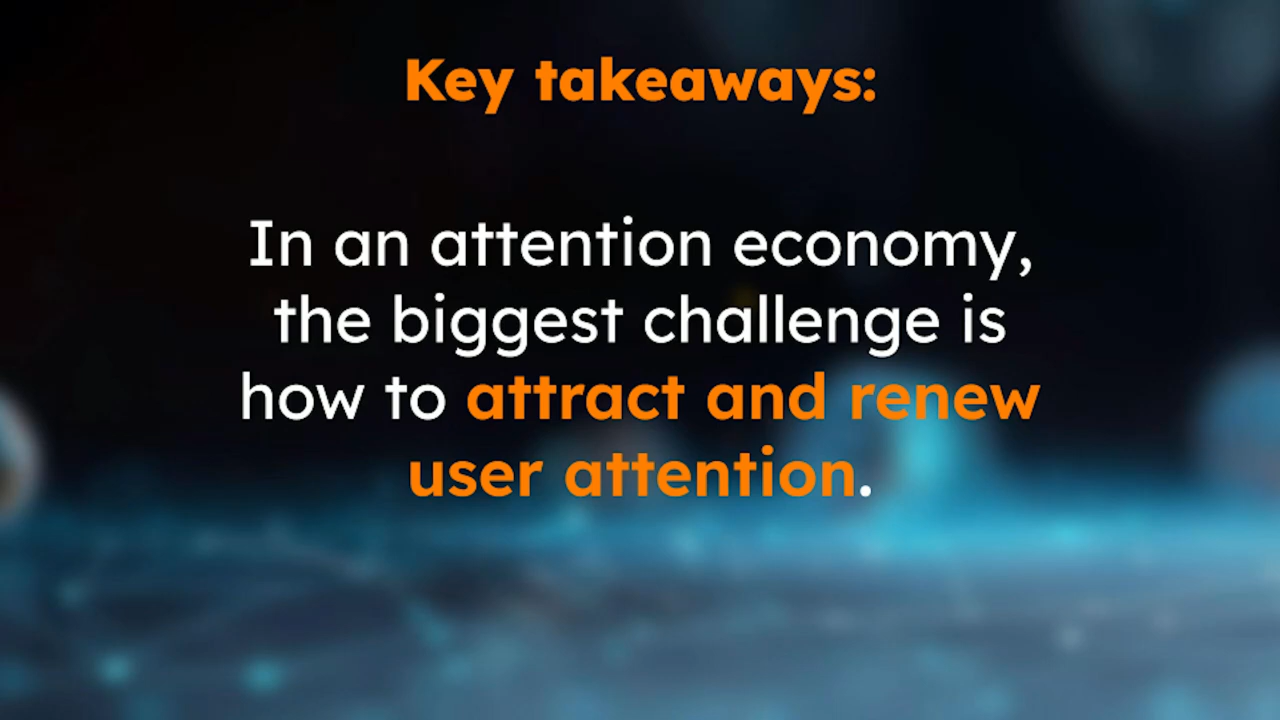 Key takeaways:
In an attention economy,
the biggest challenge is
how to attract and renew
user attention.